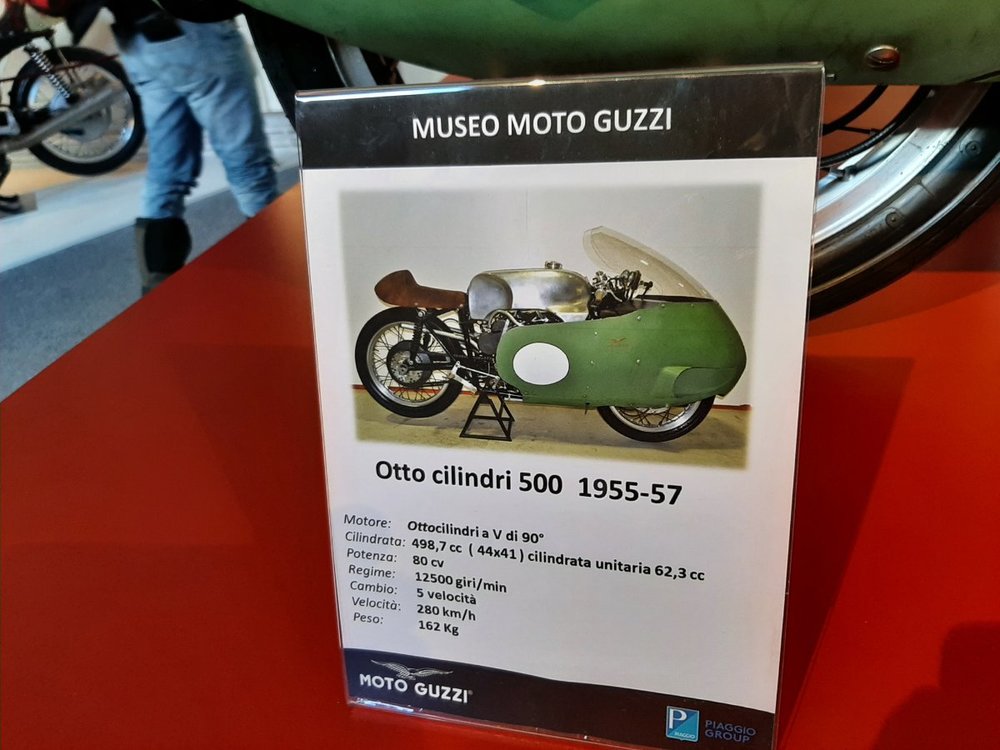 MUSEO MOTO GUZZI
Otto cilindri 500 1955-57
Motore: Ottocilindri a V di 90°
Cilindrata: 498,7 cc ( 44x41 ) cilindrata unitaria 62,3 cc
Potenza: 80 cv
Regime: 12500 giri/min
Cambio: 5 velocità
Velocità: 280 km/h
Peso: 162 Kg
MOTO GUZZI®
P PIAGGIO
PIAGGIO
GROUP